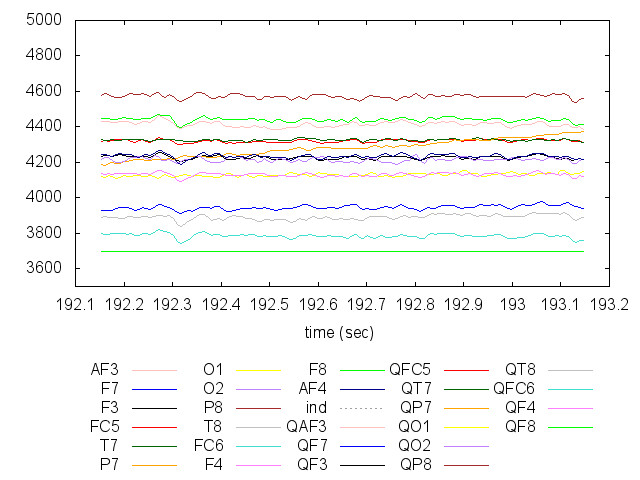 5000
4800
4600
4400
4200
4000
3800
3600
192.1 192.2 192.3 192.4 192.5 192.6 192.7 192.8 192.9 193 193.1 193.2
time (sec)
AF3 O1 F8 QFC5 QT8
F7 O2 AF4 QT7 QFC6
F3 P8 ind QP7 QF4
FC5 T8 QAF3 QO1 QF8
T7 FC6 QF7 QO2
P7 F4 QF3 QP8